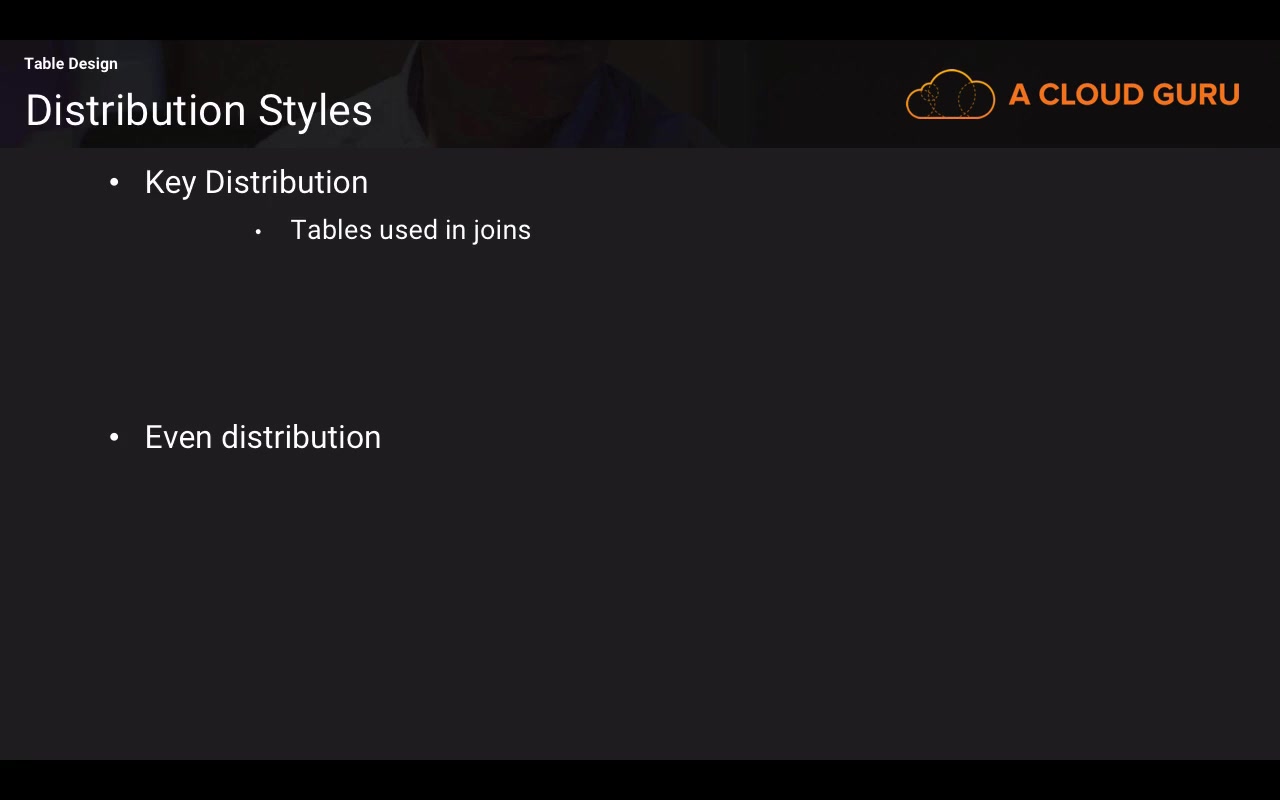 Table Design
Distribution Styles
A CLOUD GURU
• Key Distribution
• Tables used in joins
• Even distribution